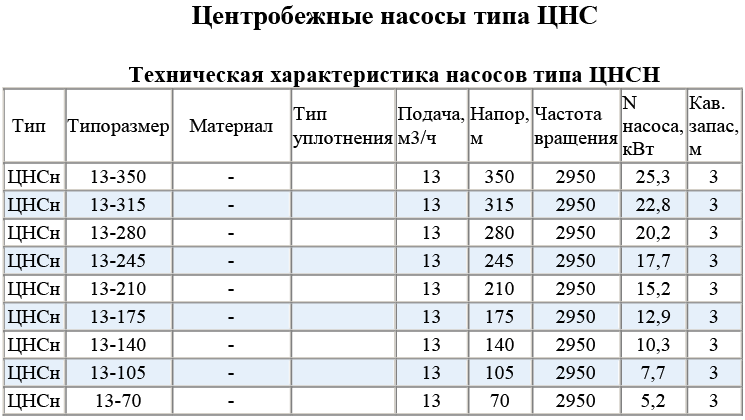 Центробежные насосы типа ЦНС
Техническая характеристика насосов типа ЦНСН
Тип Типоразмер Материал Тип уплотнения Подача, м3/ч Напор, м Частота вращения N насоса, кВт Кав. запас, м
ЦНСн 13-350 - 13 350 2950 25,3 3
ЦНСн 13-315 - 13 315 2950 22,8 3
ЦНСн 13-280 - 13 280 2950 20,2 3
ЦНСн 13-245 - 13 245 2950 17,7 3
ЦНСн 13-210 - 13 210 2950 15,2 3
ЦНСн 13-175 - 13 175 2950 12,9 3
ЦНСн 13-140 - 13 140 2950 10,3 3
ЦНСн 13-105 - 13 105 2950 7,7 3
ЦНСн 13-70 - 13 70 2950 5,2 3